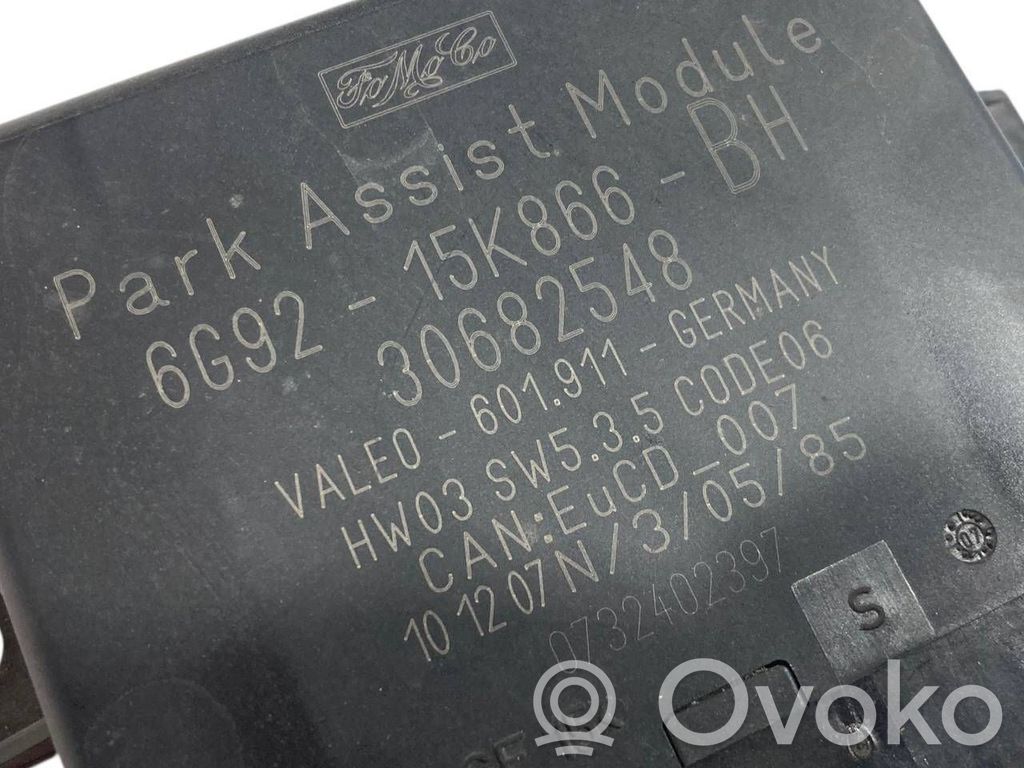 FoMoCo
Park Assist Module
6G92 - 15K866 - BH
30682548
VALEO - 601.911 - GERMANY
HW03 SW5.3.5 CODE06
CAN:EuCD_007
10 12 07 N/3/05/85
0732402397
S
Ovoko